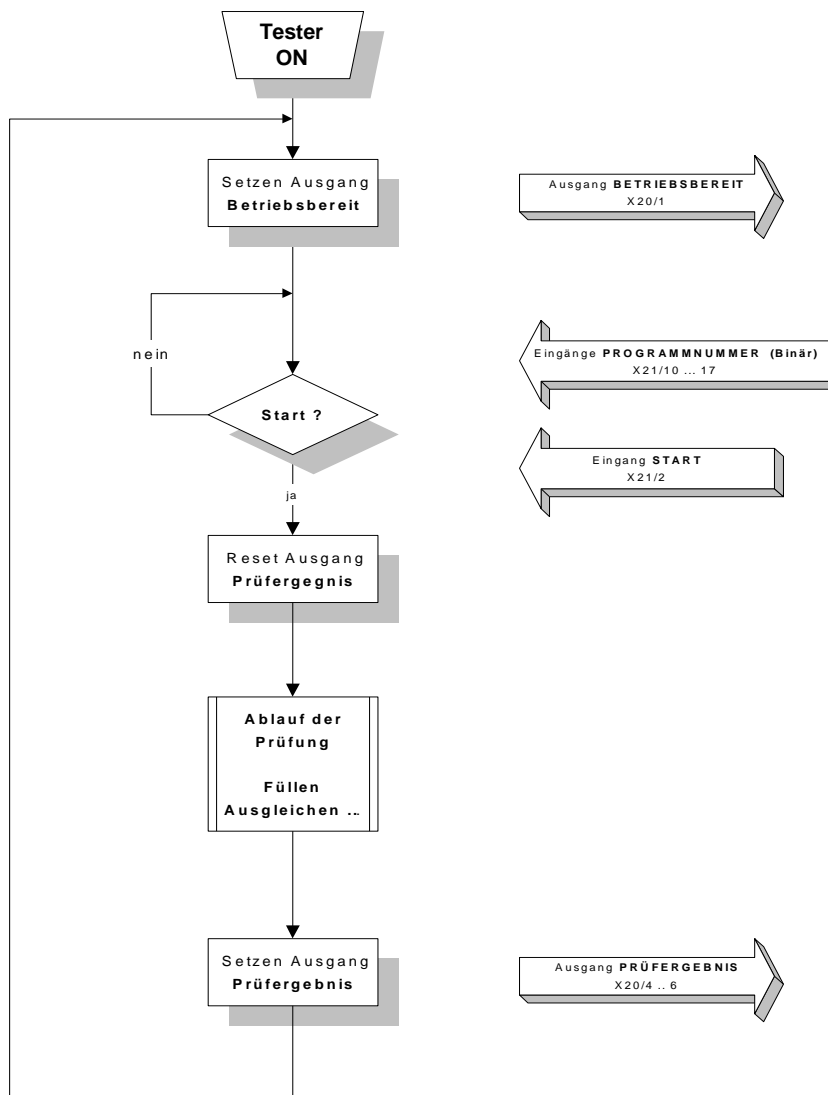 Tester
ON
Setzen Ausgang
Betriebsbereit
Ausgang BETRIEBSBEREIT
X20/1
nein
Eingänge PROGRAMMNUMMER (Binär)
X21/10 ... 17
Start ?
Eingang START
X21/2
ja
Reset Ausgang
Prüfergegnis
Ablauf der
Prüfung
Füllen
Ausgleichen ...
Setzen Ausgang
Prüfergebnis
Ausgang PRÜFERGEBNIS
X20/4 .. 6